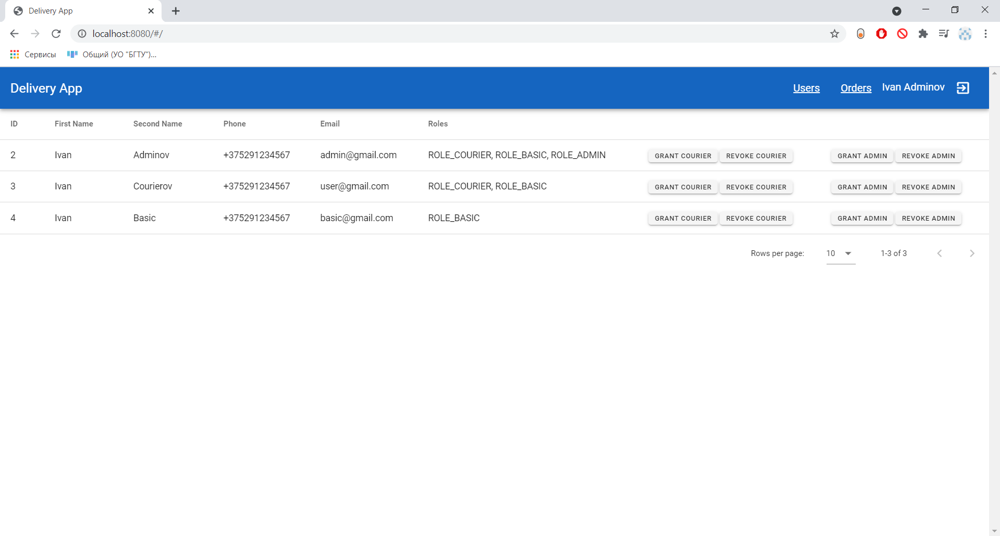 Delivery App
localhost:8080/#/
Сервисы Общий (УО "БГТУ")...
Delivery App Users Orders Ivan Adminov
ID First Name Second Name Phone Email Roles
2 Ivan Adminov +375291234567 admin@gmail.com ROLE_COURIER, ROLE_BASIC, ROLE_ADMIN GRANT COURIER REVOKE COURIER GRANT ADMIN REVOKE ADMIN
3 Ivan Courierov +375291234567 user@gmail.com ROLE_COURIER, ROLE_BASIC GRANT COURIER REVOKE COURIER GRANT ADMIN REVOKE ADMIN
4 Ivan Basic +375291234567 basic@gmail.com ROLE_BASIC GRANT COURIER REVOKE COURIER GRANT ADMIN REVOKE ADMIN
Rows per page: 10 1-3 of 3